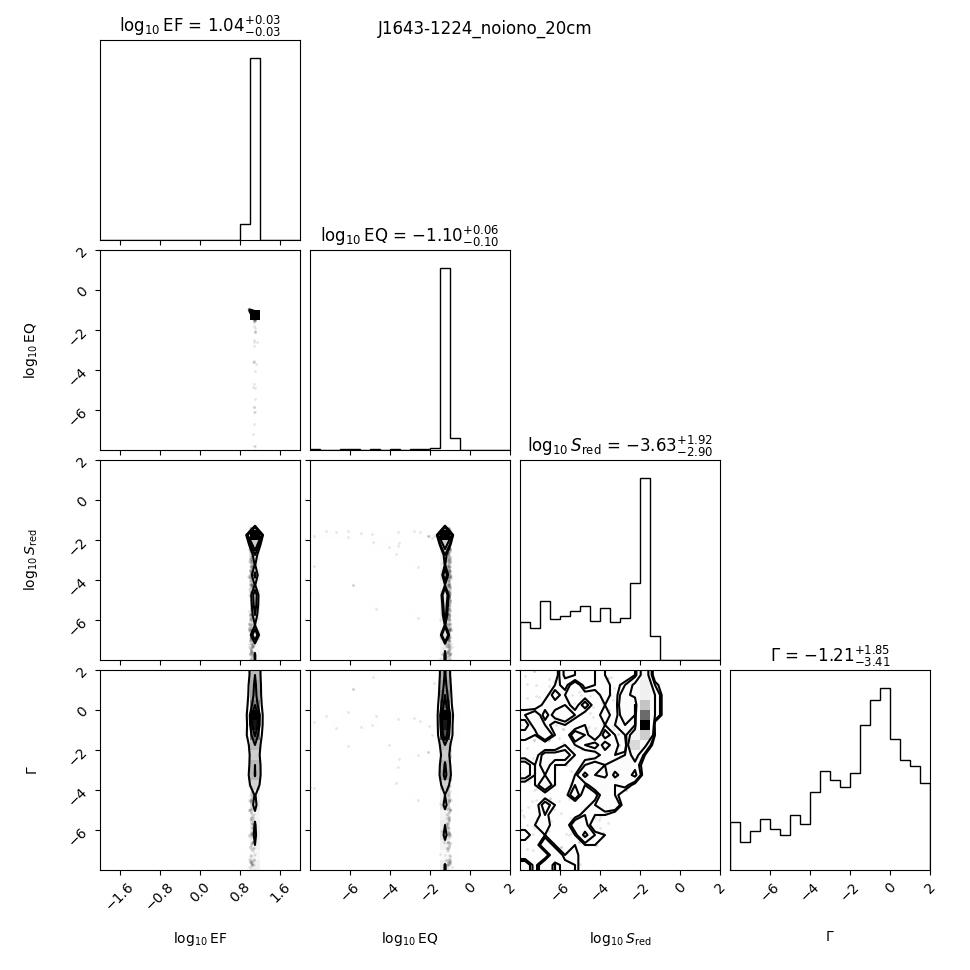 log₁₀ EF = 1.04+0.03−0.03
J1643-1224_noiono_20cm
log₁₀ EQ = −1.10+0.06−0.10
log₁₀ EQ
2
0
−2
−4
−6
log₁₀ Sred = −3.63+1.92−2.90
log₁₀ Sred
2
0
−2
−4
−6
Γ = −1.21+1.85−3.41
Γ
2
0
−2
−4
−6
−1.6 −0.8 0.0 0.8 1.6
−6 −4 −2 0 2
−6 −4 −2 0 2
−6 −4 −2 0 2
log₁₀ EF
log₁₀ EQ
log₁₀ Sred
Γ